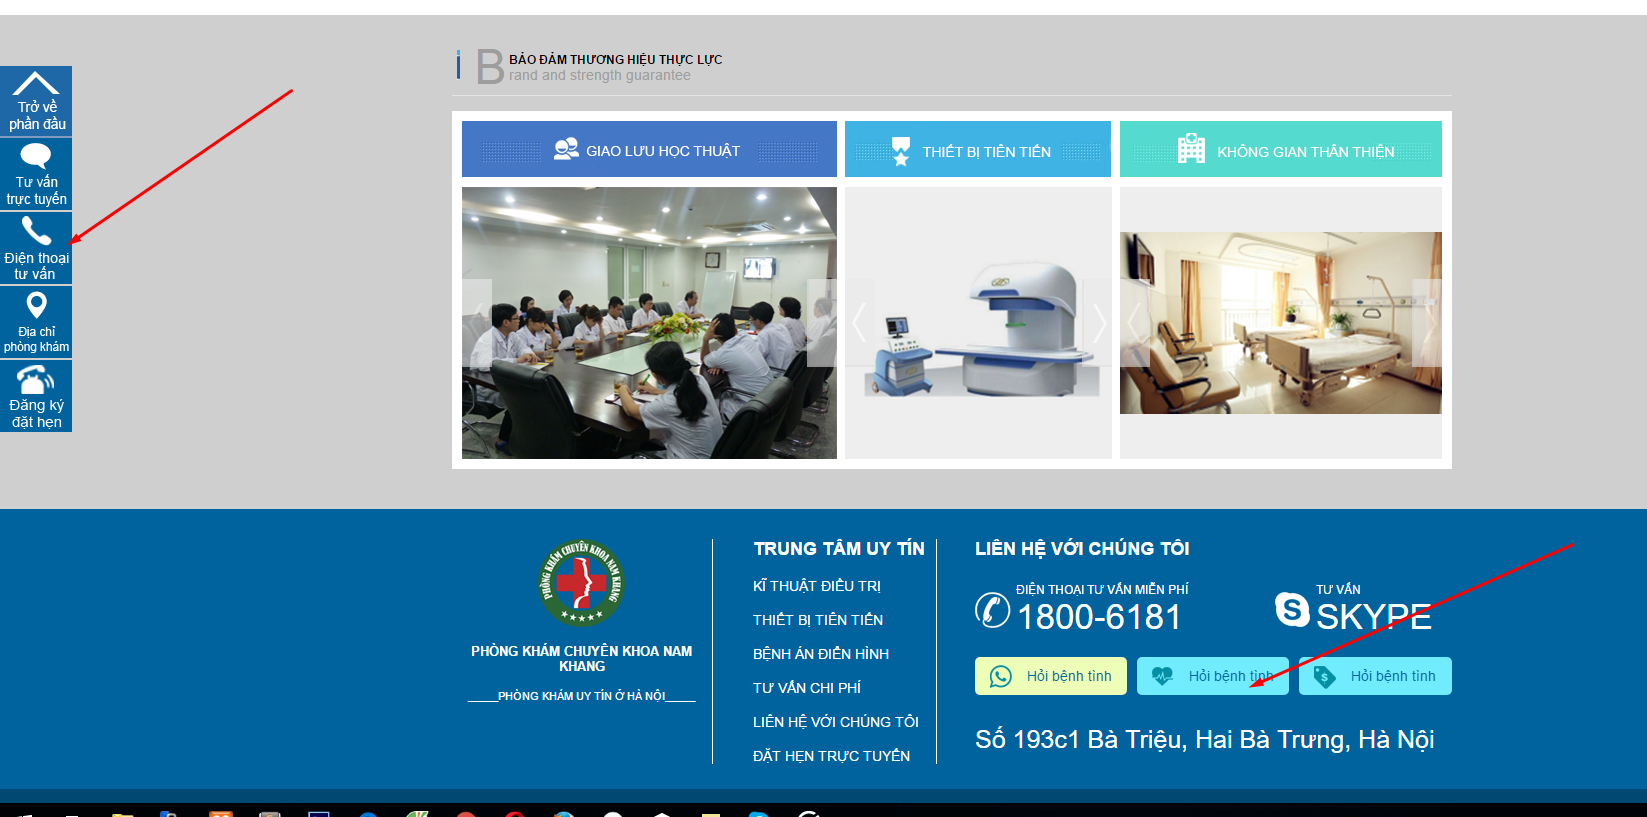 BẢO ĐẢM THƯƠNG HIỆU THỰC LỰC
Brand and strength guarantee
Trở về
phần đầu
Tư vấn
trực tuyến
Điện thoại
tư vấn
Địa chỉ
phòng khám
Đăng ký
đặt hẹn
GIAO LƯU HỌC THUẬT
THIẾT BỊ TIÊN TIẾN
KHÔNG GIAN THÂN THIỆN
PHÒNG KHÁM CHUYÊN KHOA NAM KHANG
PHÒNG KHÁM CHUYÊN KHOA NAM
KHANG
_____PHÒNG KHÁM UY TÍN Ở HÀ NỘI_____
TRUNG TÂM UY TÍN
KĨ THUẬT ĐIỀU TRỊ
THIẾT BỊ TIÊN TIẾN
BỆNH ÁN ĐIỂN HÌNH
TƯ VẤN CHI PHÍ
LIÊN HỆ VỚI CHÚNG TÔI
ĐẶT HẸN TRỰC TUYẾN
LIÊN HỆ VỚI CHÚNG TÔI
ĐIỆN THOẠI TƯ VẤN MIỄN PHÍ
1800-6181
TƯ VẤN
SKYPE
Hỏi bệnh tình
Hỏi bệnh tình
Hỏi bệnh tình
Số 193c1 Bà Triệu, Hai Bà Trưng, Hà Nội